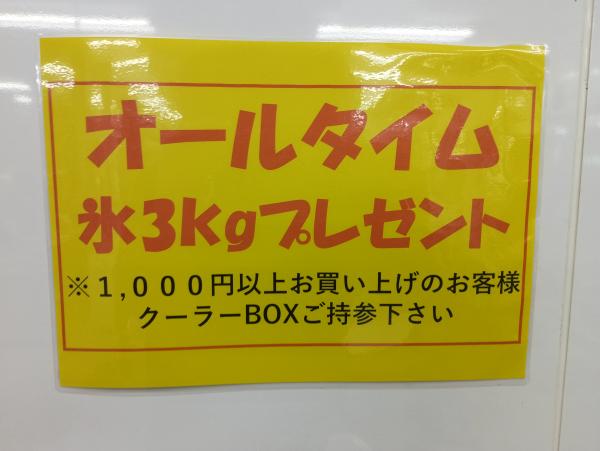 オールタイム
氷3Kgプレゼント
※１,０００円以上お買い上げのお客様
クーラーBOXご持参下さい